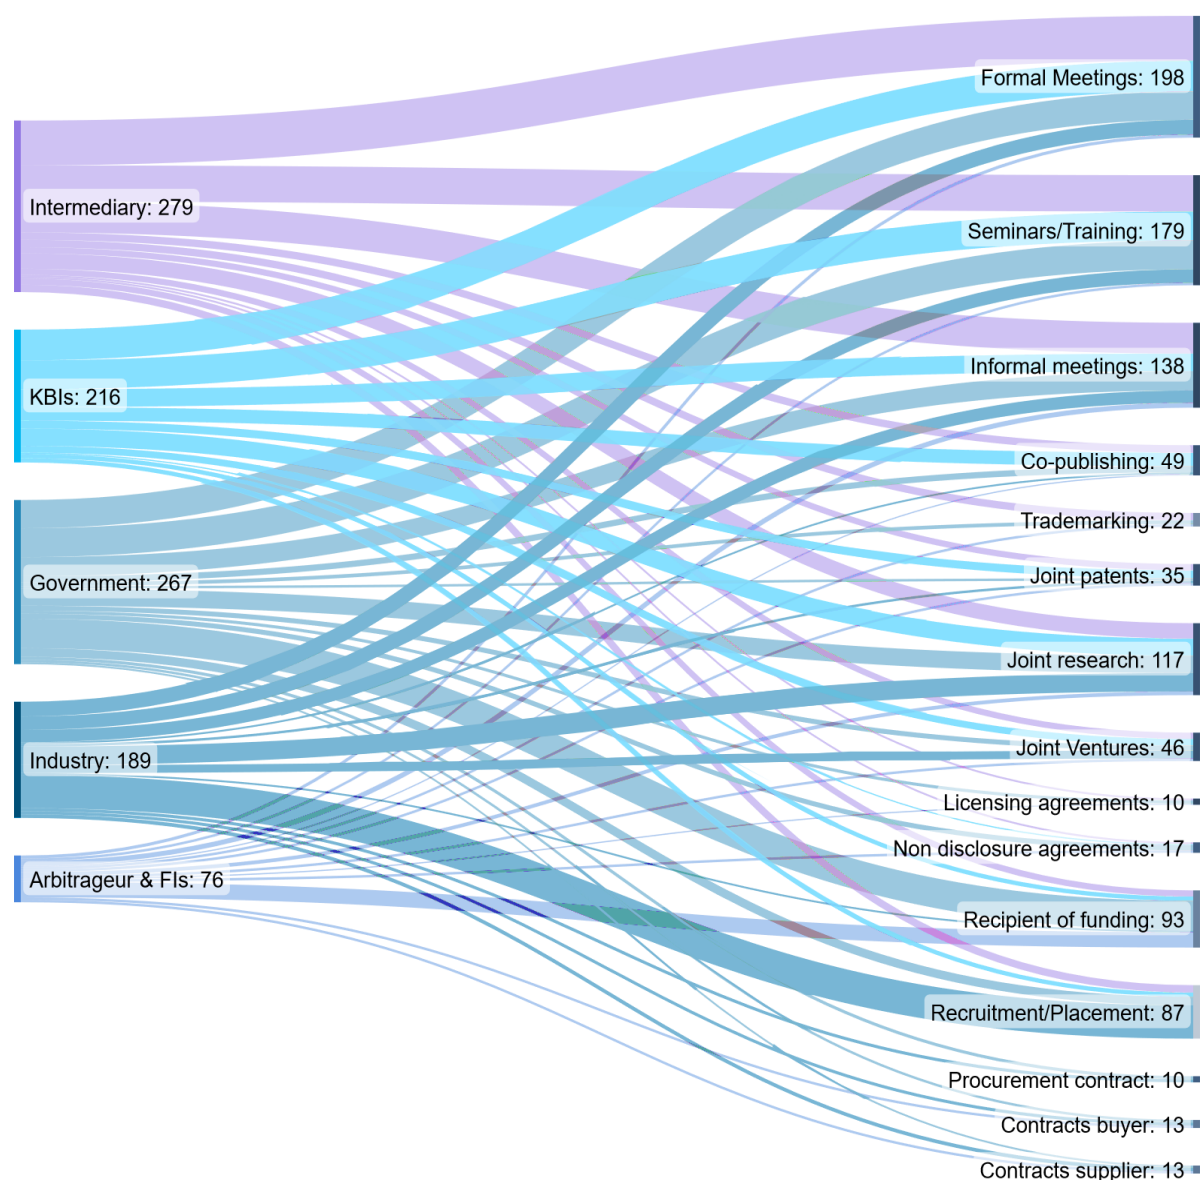 Formal Meetings: 198
Intermediary: 279
Seminars/Training: 179
Informal meetings: 138
KBIs: 216
Co-publishing: 49
Trademarking: 22
Joint patents: 35
Government: 267
Joint research: 117
Joint Ventures: 46
Industry: 189
Licensing agreements: 10
Non disclosure agreements: 17
Arbitrageur & FIs: 76
Recipient of funding: 93
Recruitment/Placement: 87
Procurement contract: 10
Contracts buyer: 13
Contracts supplier: 13